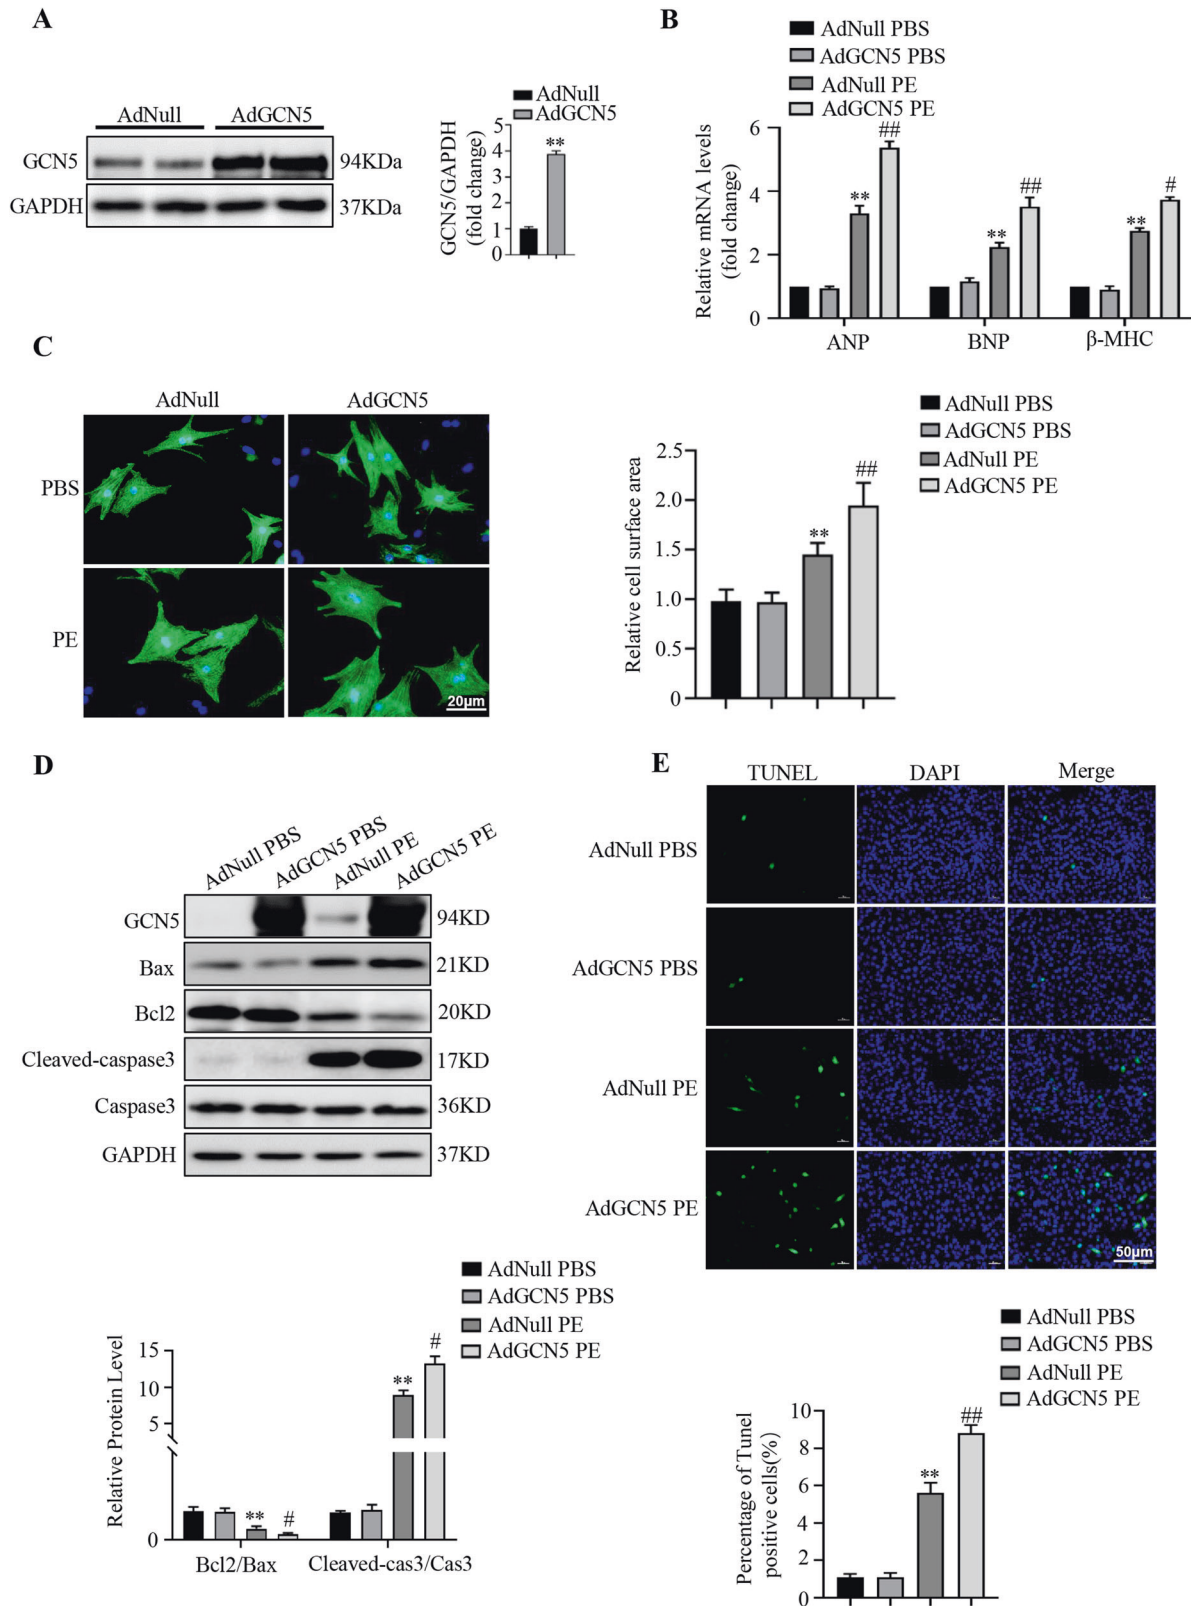 A
AdNull AdGCN5
GCN5 94KDa
GAPDH 37KDa
AdNull
AdGCN5
GCN5/GAPDH
(fold change)
5
4
3
2
1
0
**
B
AdNull PBS
AdGCN5 PBS
AdNull PE
AdGCN5 PE
Relative mRNA levels
(fold change)
6
4
2
0
** ##
** ##
** #
ANP BNP β-MHC
C
AdNull AdGCN5
PBS
PE
20μm
AdNull PBS
AdGCN5 PBS
AdNull PE
AdGCN5 PE
Relative cell surface area
2.5
2.0
1.5
1.0
0.5
0
** ##
D
AdNull PBS
AdGCN5 PBS
AdNull PE
AdGCN5 PE
GCN5 94KD
Bax 21KD
Bcl2 20KD
Cleaved-caspase3 17KD
Caspase3 36KD
GAPDH 37KD
AdNull PBS
AdGCN5 PBS
AdNull PE
AdGCN5 PE
Relative Protein Level
15
10
5
0
** #
** #
Bcl2/Bax Cleaved-cas3/Cas3
E
TUNEL DAPI Merge
AdNull PBS
AdGCN5 PBS
AdNull PE
AdGCN5 PE
50μm
AdNull PBS
AdGCN5 PBS
AdNull PE
AdGCN5 PE
Percentage of Tunel
positive cells(%)
10
8
6
4
2
0
** ##